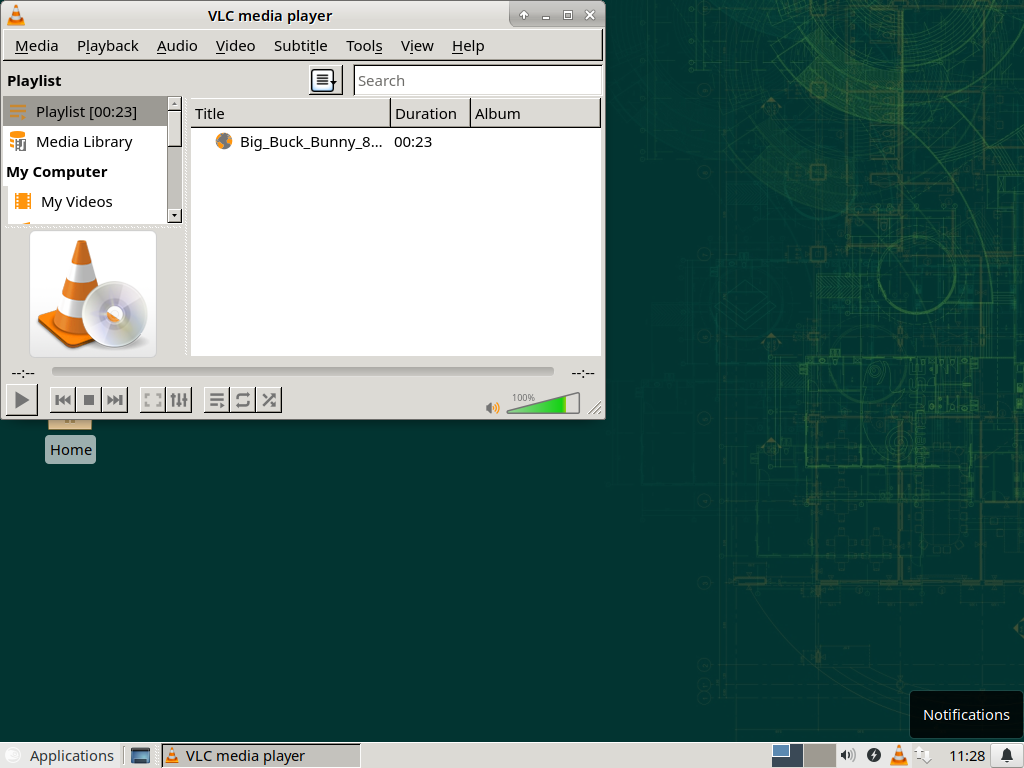 VLC media player
Media Playback Audio Video Subtitle Tools View Help
Playlist
Search
Playlist [00:23]
Media Library
My Computer
My Videos
Title Duration Album
Big_Buck_Bunny_8... 00:23
--:-- --:--
100%
Home
Notifications
Applications VLC media player 11:28